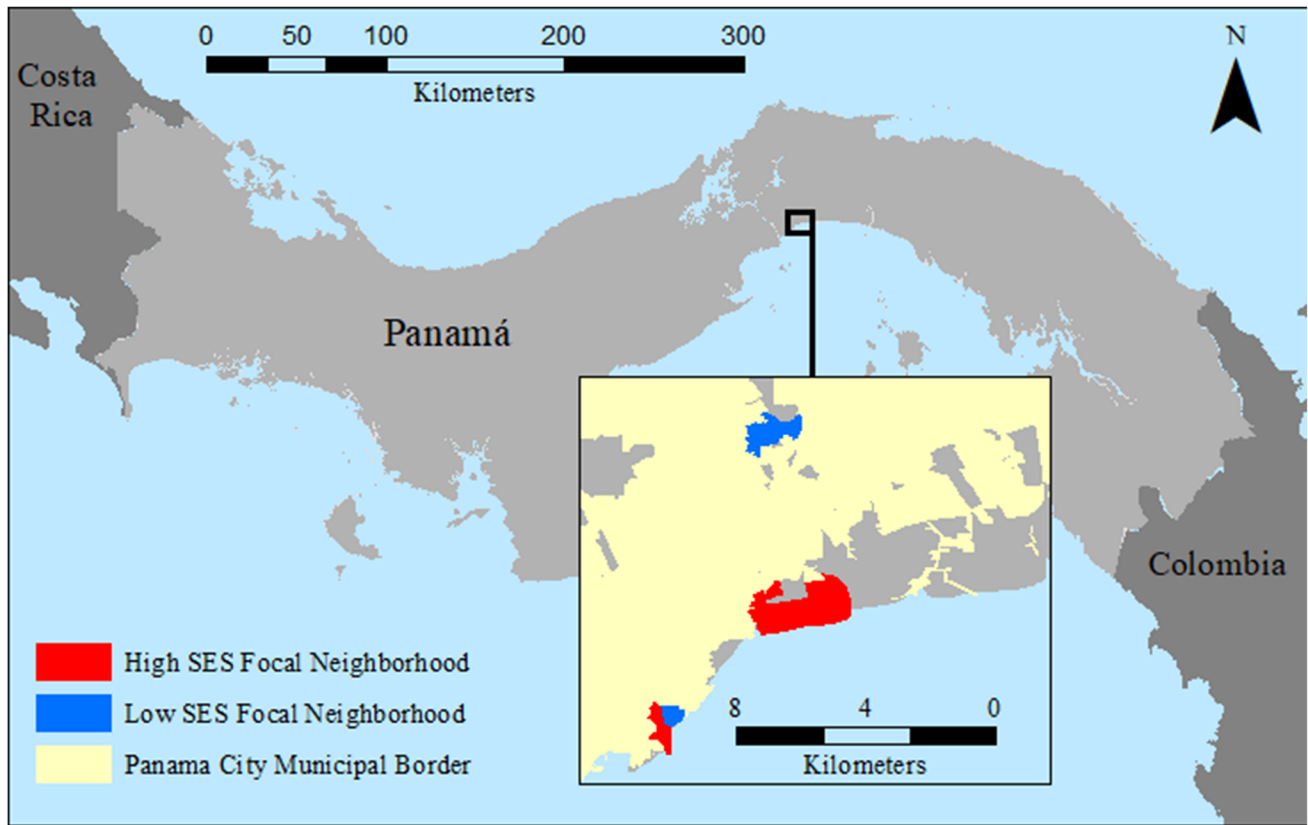 0 50 100 200 300
Kilometers
N
Costa
Rica
Panamá
Colombia
High SES Focal Neighborhood
Low SES Focal Neighborhood
Panama City Municipal Border
8 4 0
Kilometers